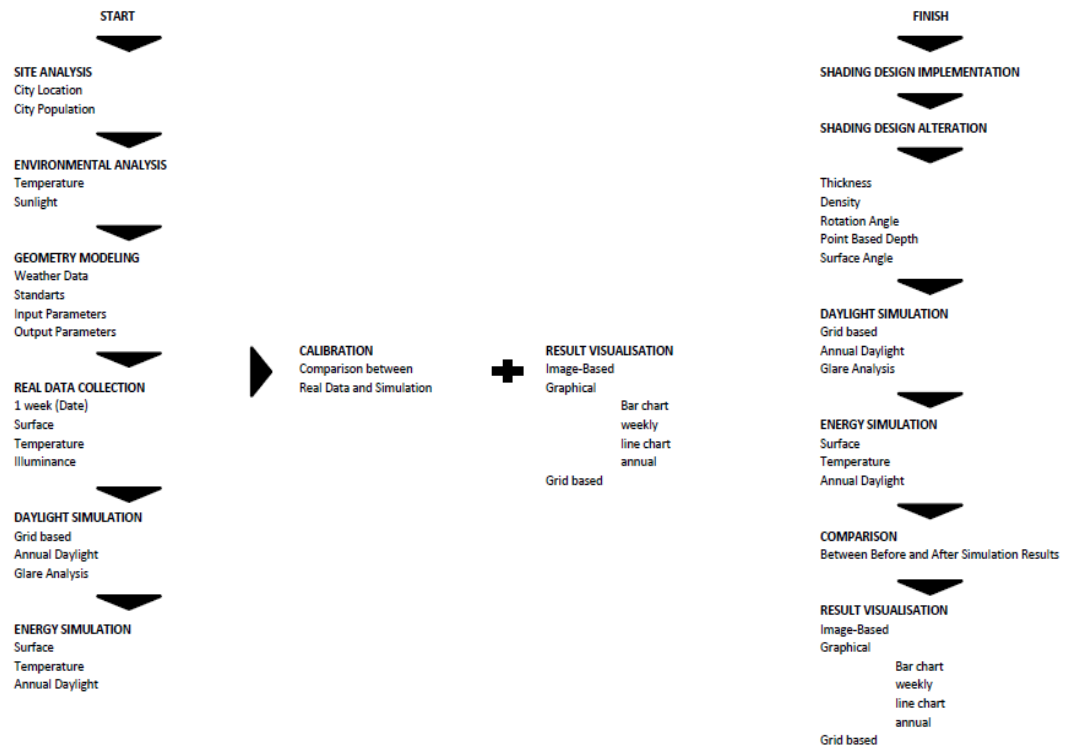 START
SITE ANALYSIS
City Location
City Population
ENVIRONMENTAL ANALYSIS
Temperature
Sunlight
GEOMETRY MODELING
Weather Data
Standarts
Input Parameters
Output Parameters
REAL DATA COLLECTION
1 week (Date)
Surface
Temperature
Illuminance
DAYLIGHT SIMULATION
Grid based
Annual Daylight
Glare Analysis
ENERGY SIMULATION
Surface
Temperature
Annual Daylight
CALIBRATION
Comparison between
Real Data and Simulation
RESULT VISUALISATION
Image-Based
Graphical
Bar chart
weekly
line chart
annual
Grid based
FINISH
SHADING DESIGN IMPLEMENTATION
SHADING DESIGN ALTERATION
Thickness
Density
Rotation Angle
Point Based Depth
Surface Angle
DAYLIGHT SIMULATION
Grid based
Annual Daylight
Glare Analysis
ENERGY SIMULATION
Surface
Temperature
Annual Daylight
COMPARISON
Between Before and After Simulation Results
RESULT VISUALISATION
Image-Based
Graphical
Bar chart
weekly
line chart
annual
Grid based